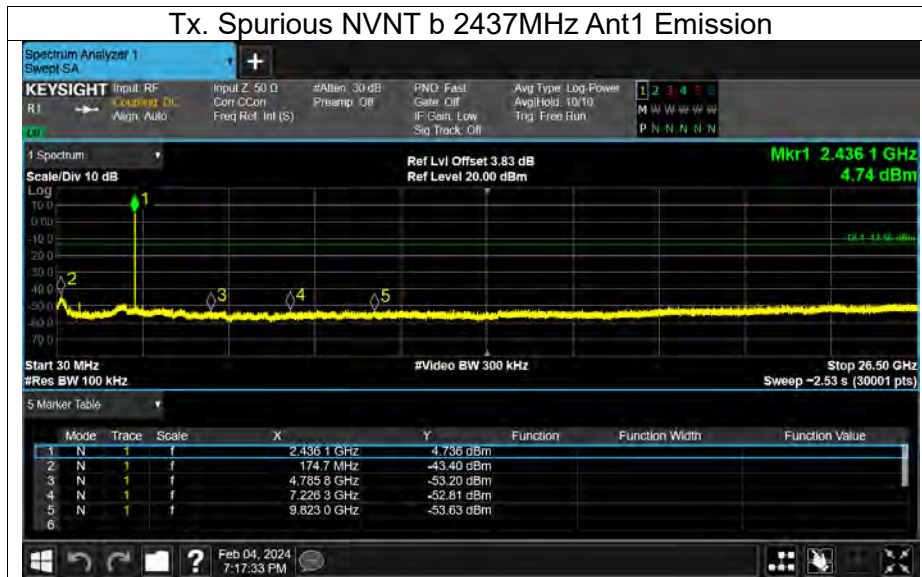 Tx. Spurious NVNT b 2437MHz Ant1 Emission
Spectrum Analyzer 1
Swept SA
+
KEYSIGHT Input: RF Input Z: 50 Ω #Atten: 30 dB PNO: Fast Avg Type: Log-Power 1 2 3 4 5 6
R L Coupling: DC Corr CCorr Preamp: Off Gate: Off Avg|Hold: 10/10 M W W W W W
Align: Auto Freq Ref: Int (S) IF Gain: Low Trig: Free Run
Sig Track: Off P N N N N N
1 Spectrum Ref Lvl Offset 3.83 dB Mkr1 2.436 1 GHz
Scale/Div 10 dB Ref Level 20.00 dBm 4.74 dBm
Log
10.0 1
0.00
-10.0
-20.0
-30.0
-40.0 2
-50.0 3 4 5
-60.0
-70.0
Start 30 MHz #Video BW 300 kHz Stop 26.50 GHz
#Res BW 100 kHz Sweep ~2.53 s (30001 pts)
5 Marker Table
Mode Trace Scale X Y Function Function Width Function Value
1 N 1 f 2.436 1 GHz 4.736 dBm
2 N 1 f 174.7 MHz -43.40 dBm
3 N 1 f 4.785 8 GHz -53.20 dBm
4 N 1 f 7.226 3 GHz -52.81 dBm
5 N 1 f 9.823 0 GHz -53.63 dBm
6
? Feb 04, 2024
7:17:33 PM